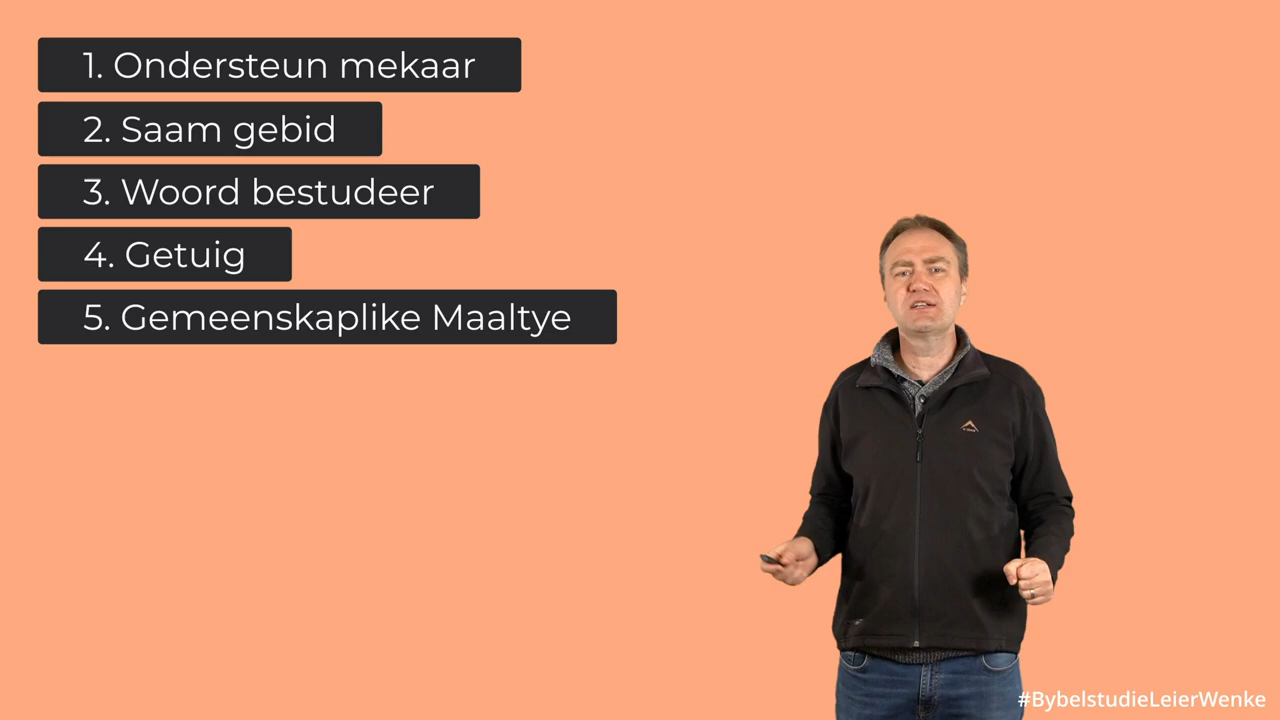 1. Ondersteun mekaar
2. Saam gebid
3. Woord bestudeer
4. Getuig
5. Gemeenskaplike Maaltye
#BybelstudieLeierWenke